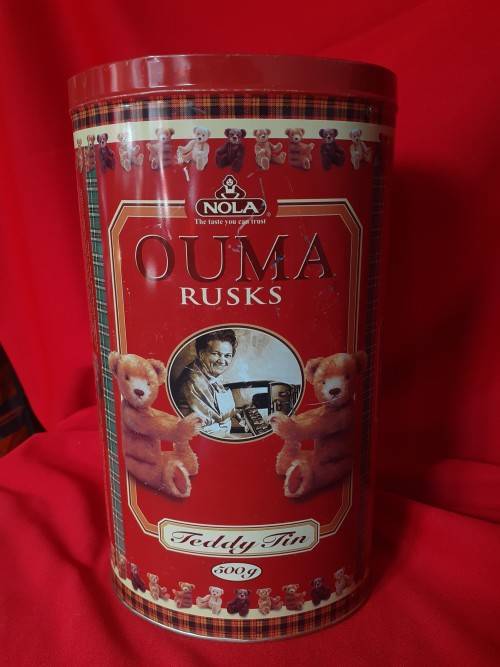 NOLA
The taste you can trust
OUMA
RUSKS
Teddy Tin
500g